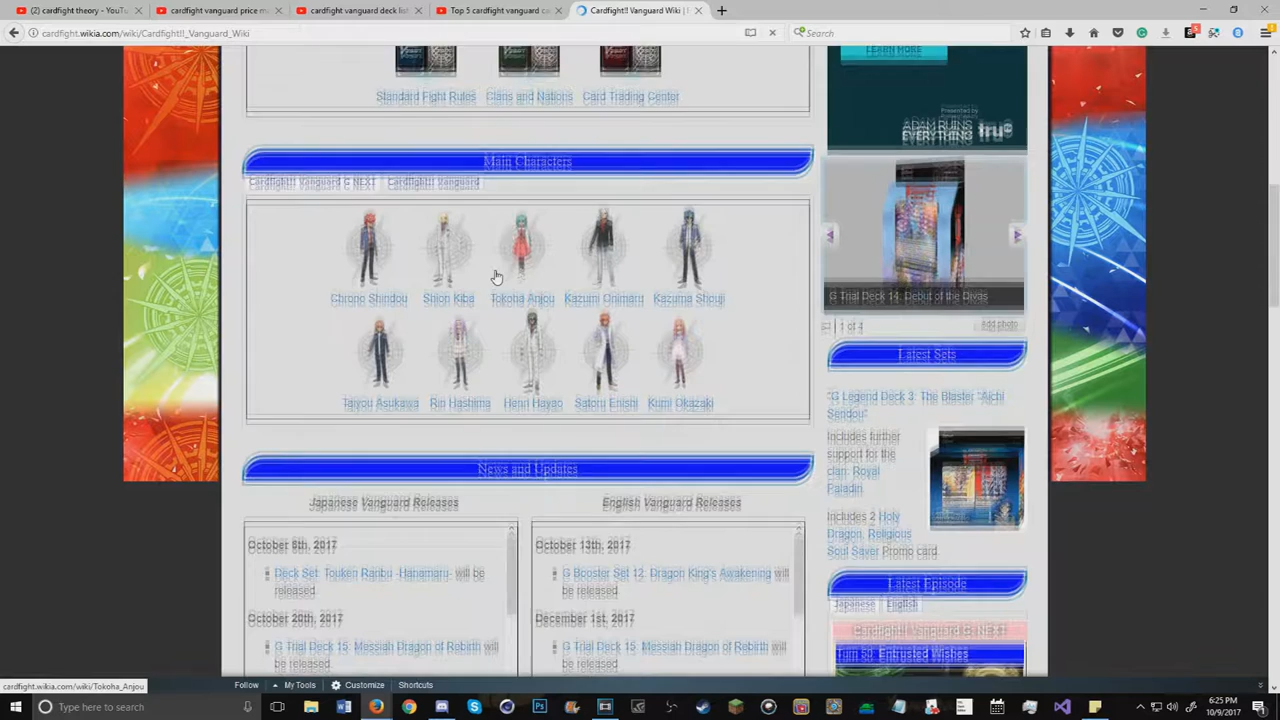 (2) cardfight theory - YouTu
cardfight vanguard price m
cardfight vanguard deck list
Top 5 cardfight vanguard ca
Cardfight!! Vanguard Wiki |
cardfight.wikia.com/wiki/Cardfight!!_Vanguard_Wiki
Search
Standard Fight Rules
Clans and Nations
Card Trading Center
LEARN MORE
Presented by
ADAM RUINS
EVERYTHING
tru
Main Characters
Cardfight!! Vanguard G NEXT
Cardfight!! Vanguard
Chrono Shindou
Shion Kiba
Tokoha Anjou
Kazumi Onimaru
Kazuma Shouji
Taiyou Asukawa
Rin Hashima
Henri Hayao
Satoru Enishi
Kumi Okazaki
G Trial Deck 14: Debut of the Divas
1 of 4
Add photo
Latest Sets
"G Legend Deck 3: The Blaster "Aichi
Sendou"
Includes further
support for the
clan: Royal
Paladin
Includes 2 Holy
Dragon, Religious
Soul Saver Promo card.
Latest Episode
Japanese
English
Cardfight!! Vanguard G: NEXT
Turn 50: Entrusted Wishes
News and Updates
Japanese Vanguard Releases
English Vanguard Releases
October 6th, 2017
Deck Set: Touken Ranbu -Hanamaru- will be
released.
October 20th, 2017
G Trial Deck 15: Messiah Dragon of Rebirth will
be released.
October 13th, 2017
G Booster Set 12: Dragon King's Awakening will
be released.
December 1st, 2017
G Trial Deck 15: Messiah Dragon of Rebirth will
be released.
cardfight.wikia.com/wiki/Tokoha_Anjou
Follow
My Tools
Customize
Shortcuts
Type here to search
6:25 PM
10/9/2017